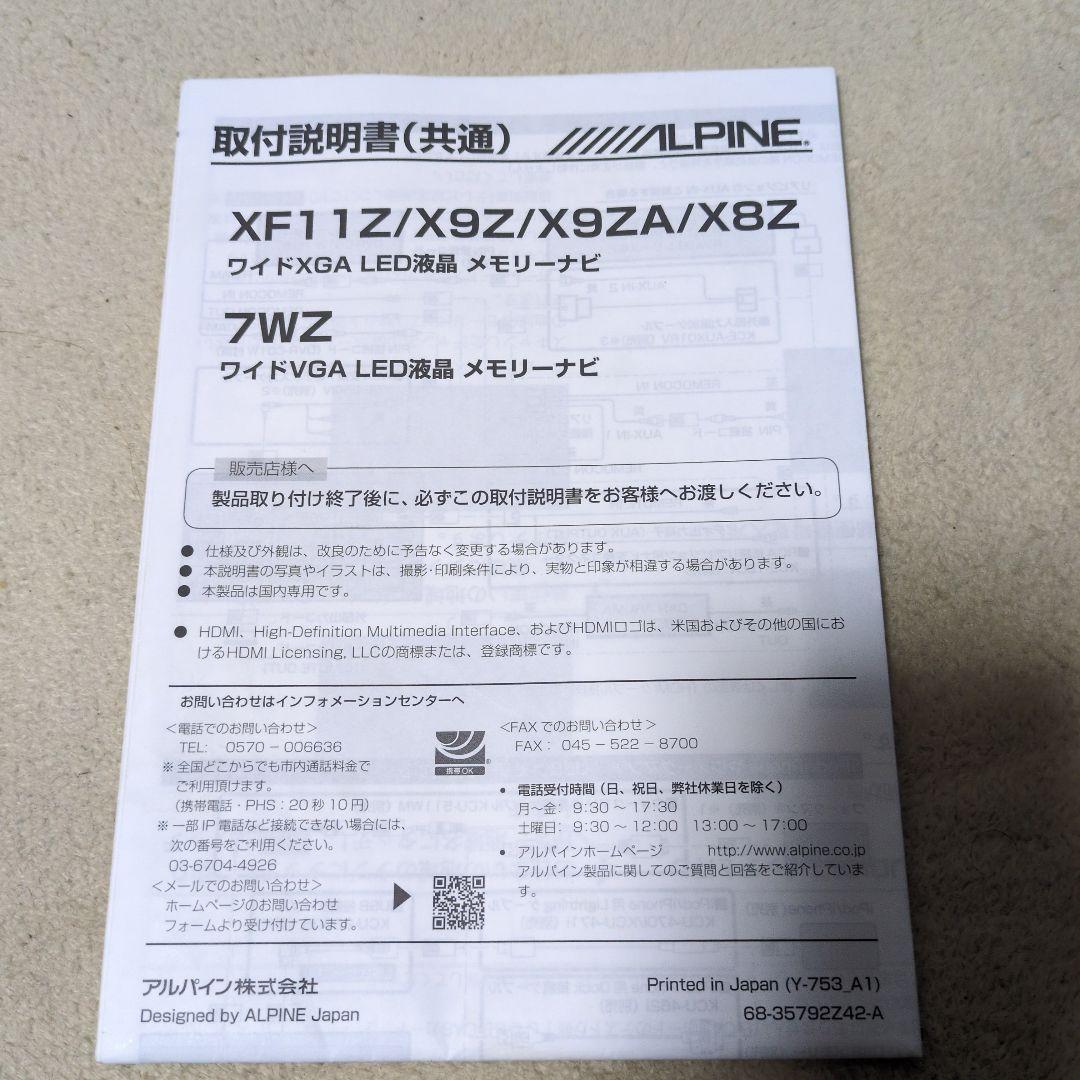 取付説明書(共通)
ALPINE®
XF11Z/X9Z/X9ZA/X8Z
ワイドXGA LED液晶 メモリーナビ
7WZ
ワイドVGA LED液晶 メモリーナビ
販売店様へ
製品取り付け終了後に、必ずこの取付説明書をお客様へお渡しください。
● 仕様及び外観は、改良のために予告なく変更する場合があります。
● 本説明書の写真やイラストは、撮影・印刷条件により、実物と印象が相違する場合があります。
● 本製品は国内専用です。
● HDMI、High-Definition Multimedia Interface、およびHDMIロゴは、米国およびその他の国にお
けるHDMI Licensing, LLCの商標または、登録商標です。
お問い合わせはインフォメーションセンターへ
<電話でのお問い合わせ>
TEL: 0570-006636
※全国どこからでも市内通話料金で
ご利用頂けます。
(携帯電話・PHS:20秒10円)
※一部IP電話など接続できない場合には、
次の番号をご利用ください。
03-6704-4926
<メールでのお問い合わせ>
ホームページのお問い合わせ
フォームより受け付けています。
携帯OK
<FAXでのお問い合わせ>
FAX: 045-522-8700
• 電話受付時間(日、祝日、弊社休業日を除く)
月~金: 9:30~17:30
土曜日: 9:30~12:00 13:00~17:00
• アルパインホームページ http://www.alpine.co.jp
アルパイン製品に関してのご質問と回答をご紹介していま
す。
アルパイン株式会社
Designed by ALPINE Japan
Printed in Japan (Y-753_A1)
68-35792Z42-A